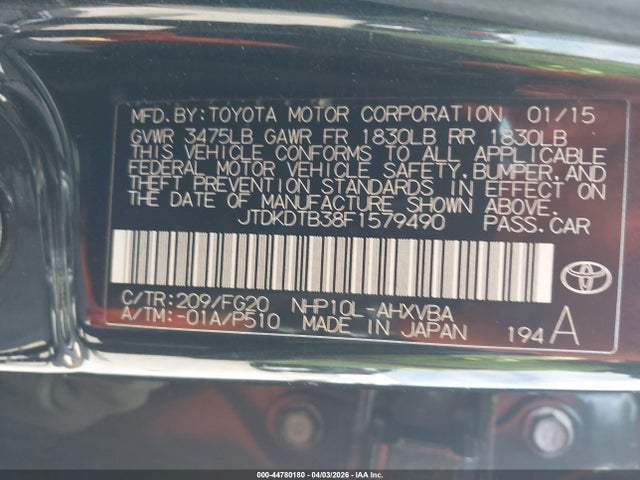 MFD.BY:TOYOTA MOTOR CORPORATION 01/15
GVWR 3475LB GAWR FR 1830LB RR 1830LB
THIS VEHICLE CONFORMS TO ALL APPLICABLE
FEDERAL MOTOR VEHICLE SAFETY,BUMPER,AND
THEFT PREVENTION STANDARDS IN EFFECT ON
THE DATE OF MANUFACTURE SHOWN ABOVE.
JTDKDTB38F1579490 PASS.CAR
C/TR:209/FG20 NHP10L-AHXVBA
A/TM:-01A/P510 MADE IN JAPAN 194A
000-44780180 - 04/03/2026 - IAA Inc.